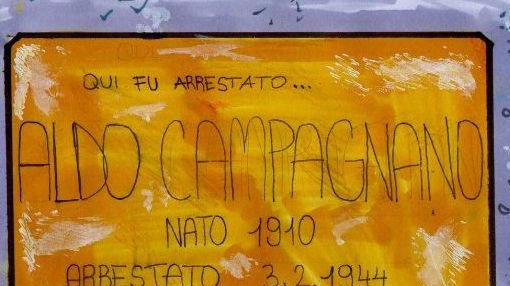 QUI FU ARRESTATO...
ALDO CAMPAGNANO
NATO 1910
ARRESTATO 3.2.1944